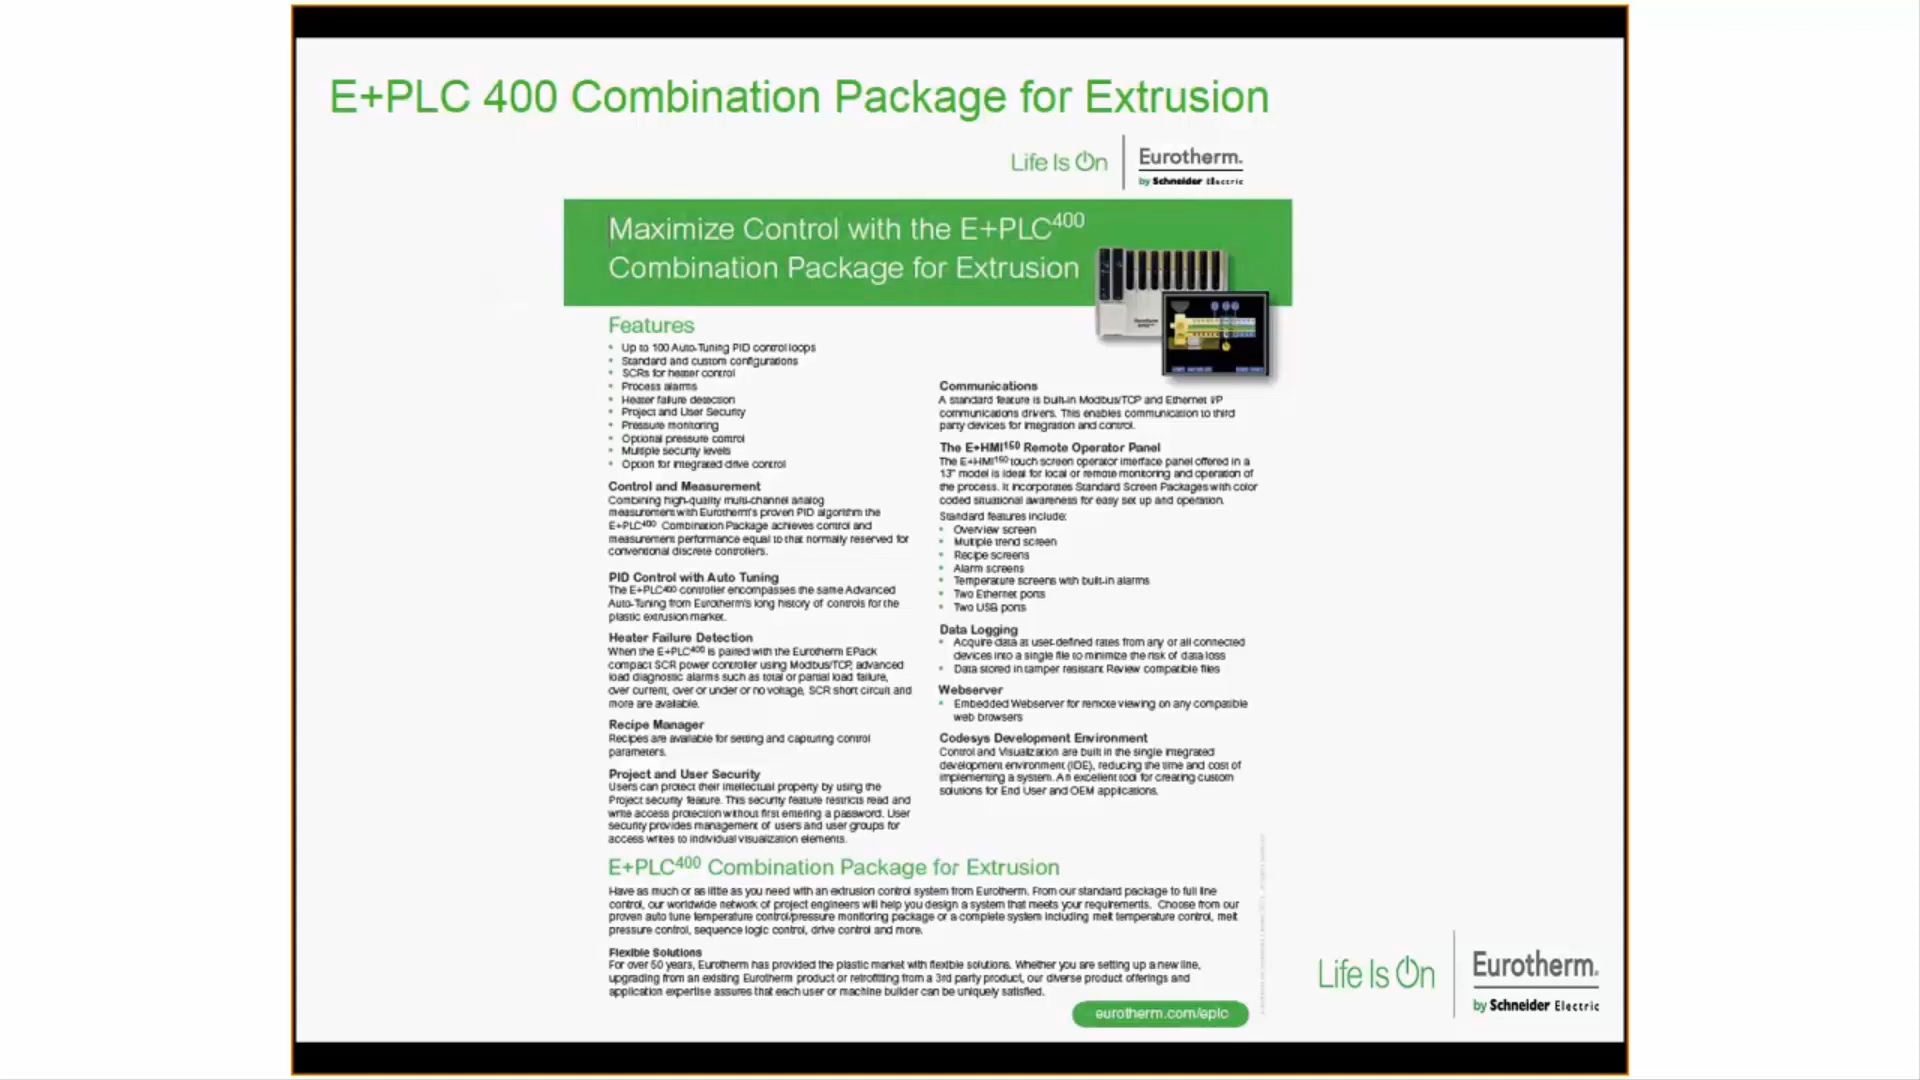 E+PLC 400 Combination Package for Extrusion
Life Is On
Eurotherm.
by Schneider Electric
Maximize Control with the E+PLC400
Combination Package for Extrusion
Features
• Up to 100 Auto-Tuning PID control loops
• Standard and custom configurations
• SCRs for heater control
• Process alarms
• Heater failure detection
• Project and User Security
• Pressure monitoring
• Optional pressure control
• Multiple security levels
• Option for integrated drive control
Control and Measurement
Combining high-quality multi-channel analog
measurement with Eurotherm's proven PID algorithm the
E+PLC400 Combination Package achieves control and
measurement performance equal to that normally reserved for
conventional discrete controllers.
PID Control with Auto Tuning
The E+PLC400 controller encompasses the same Advanced
Auto-Tuning from Eurotherm's long history of controls for the
plastic extrusion market.
Heater Failure Detection
When the E+PLC400 is paired with the Eurotherm EPack
compact SCR power controller using Modbus/TCP, advanced
load diagnostic alarms such as total or partial load failure,
over current, over or under or no voltage, SCR short circuit and
more are available.
Recipe Manager
Recipes are available for setting and capturing control
parameters.
Project and User Security
Users can protect their intellectual property by using the
Project security feature. This security feature restricts read and
write access protection without first entering a password. User
security provides management of users and user groups for
access writes to individual visualization elements.
Communications
A standard feature is built-in Modbus/TCP and Ethernet I/P
communications drivers. This enables communication to third
party devices for integration and control.
The E+HMI150 Remote Operator Panel
The E+HMI150 touch screen operator interface panel offered in a
13" model is ideal for local or remote monitoring and operation of
the process. It incorporates Standard Screen Packages with color
coded situational awareness for easy set up and operation.
Standard features include:
• Overview screen
• Multiple trend screen
• Recipe screens
• Alarm screens
• Temperature screens with built-in alarms
• Two Ethernet ports
• Two USB ports
Data Logging
• Acquire data at user-defined rates from any or all connected
devices into a single file to minimize the risk of data loss
• Data stored in tamper resistant Review compatible files
Webserver
• Embedded Webserver for remote viewing on any compatible
web browsers
Codesys Development Environment
Control and Visualization are built in the single integrated
development environment (IDE), reducing the time and cost of
implementing a system. An excellent tool for creating custom
solutions for End User and OEM applications.
E+PLC400 Combination Package for Extrusion
Have as much or as little as you need with an extrusion control system from Eurotherm. From our standard package to full line
control, our worldwide network of project engineers will help you design a system that meets your requirements. Choose from our
proven auto tune temperature control/pressure monitoring package or a complete system including melt temperature control, melt
pressure control, sequence logic control, drive control and more.
Flexible Solutions
For over 50 years, Eurotherm has provided the plastic market with flexible solutions. Whether you are setting up a new line,
upgrading from an existing Eurotherm product or retrofitting from a 3rd party product, our diverse product offerings and
application expertise assures that each user or machine builder can be uniquely satisfied.
eurotherm.com/eplc
Life Is On
Eurotherm.
by Schneider Electric